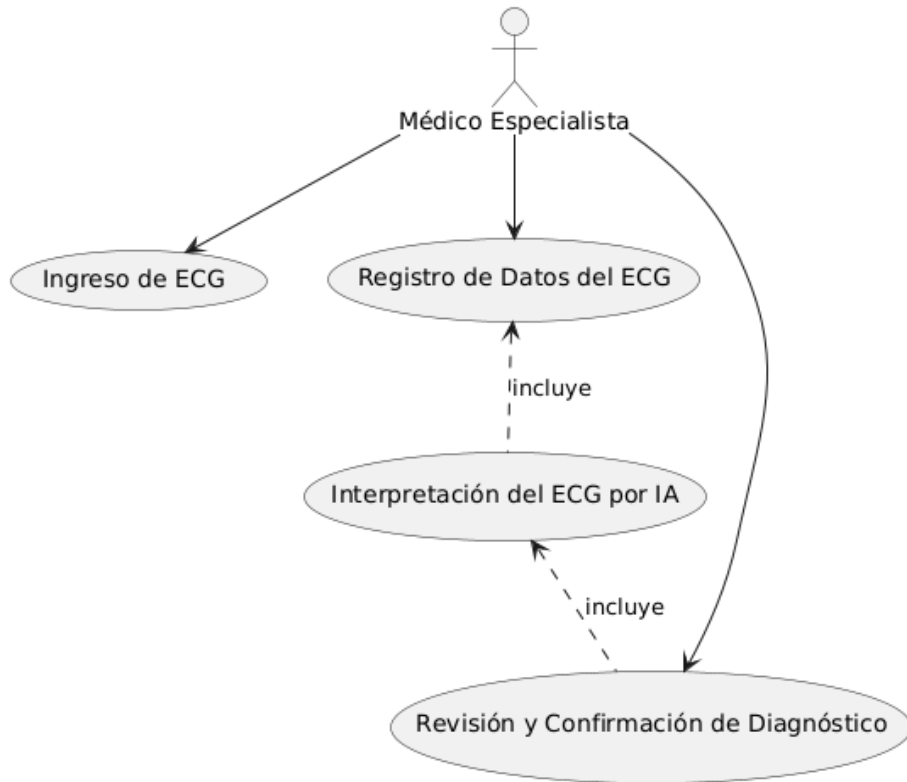 Médico Especialista
Ingreso de ECG
Registro de Datos del ECG
incluye
Interpretación del ECG por IA
incluye
Revisión y Confirmación de Diagnóstico